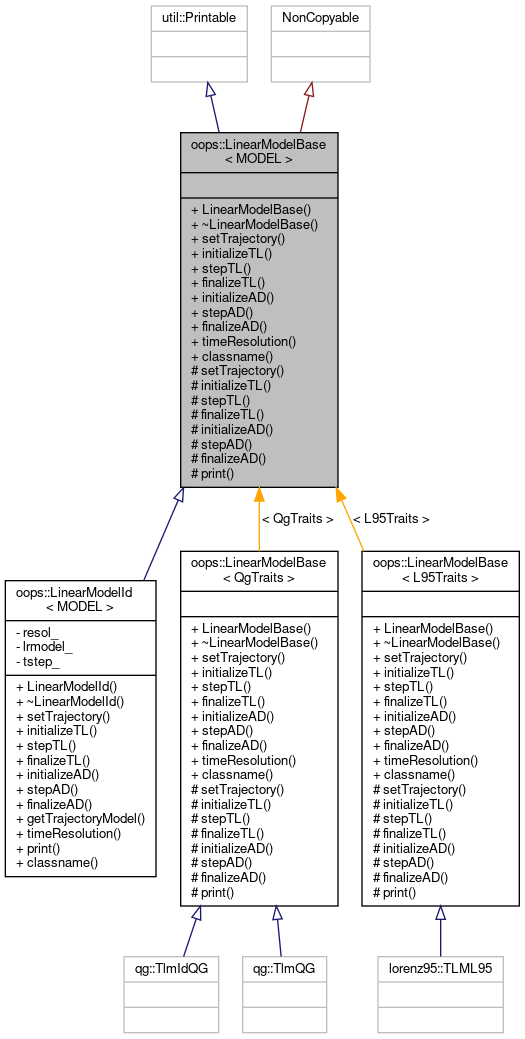 util::Printable
NonCopyable
oops::LinearModelBase
< MODEL >
+ LinearModelBase()
+ ~LinearModelBase()
+ setTrajectory()
+ initializeTL()
+ stepTL()
+ finalizeTL()
+ initializeAD()
+ stepAD()
+ finalizeAD()
+ timeResolution()
+ classname()
# setTrajectory()
# initializeTL()
# stepTL()
# finalizeTL()
# initializeAD()
# stepAD()
# finalizeAD()
# print()
< QgTraits >
< L95Traits >
oops::LinearModelId
< MODEL >
- resol_
- lrmodel_
- tstep_
+ LinearModelId()
+ ~LinearModelId()
+ setTrajectory()
+ initializeTL()
+ stepTL()
+ finalizeTL()
+ initializeAD()
+ stepAD()
+ finalizeAD()
+ getTrajectoryModel()
+ timeResolution()
+ print()
+ classname()
oops::LinearModelBase
< QgTraits >
+ LinearModelBase()
+ ~LinearModelBase()
+ setTrajectory()
+ initializeTL()
+ stepTL()
+ finalizeTL()
+ initializeAD()
+ stepAD()
+ finalizeAD()
+ timeResolution()
+ classname()
# setTrajectory()
# initializeTL()
# stepTL()
# finalizeTL()
# initializeAD()
# stepAD()
# finalizeAD()
# print()
oops::LinearModelBase
< L95Traits >
+ LinearModelBase()
+ ~LinearModelBase()
+ setTrajectory()
+ initializeTL()
+ stepTL()
+ finalizeTL()
+ initializeAD()
+ stepAD()
+ finalizeAD()
+ timeResolution()
+ classname()
# setTrajectory()
# initializeTL()
# stepTL()
# finalizeTL()
# initializeAD()
# stepAD()
# finalizeAD()
# print()
qg::TlmIdQG
qg::TlmQG
lorenz95::TLML95